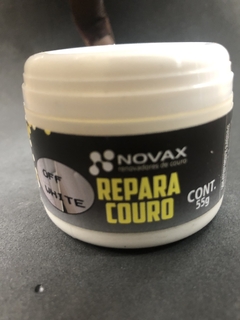 NOVAX
renovadores de couro
REPARA
COURO
OFF
WHITE
CONT.
55g